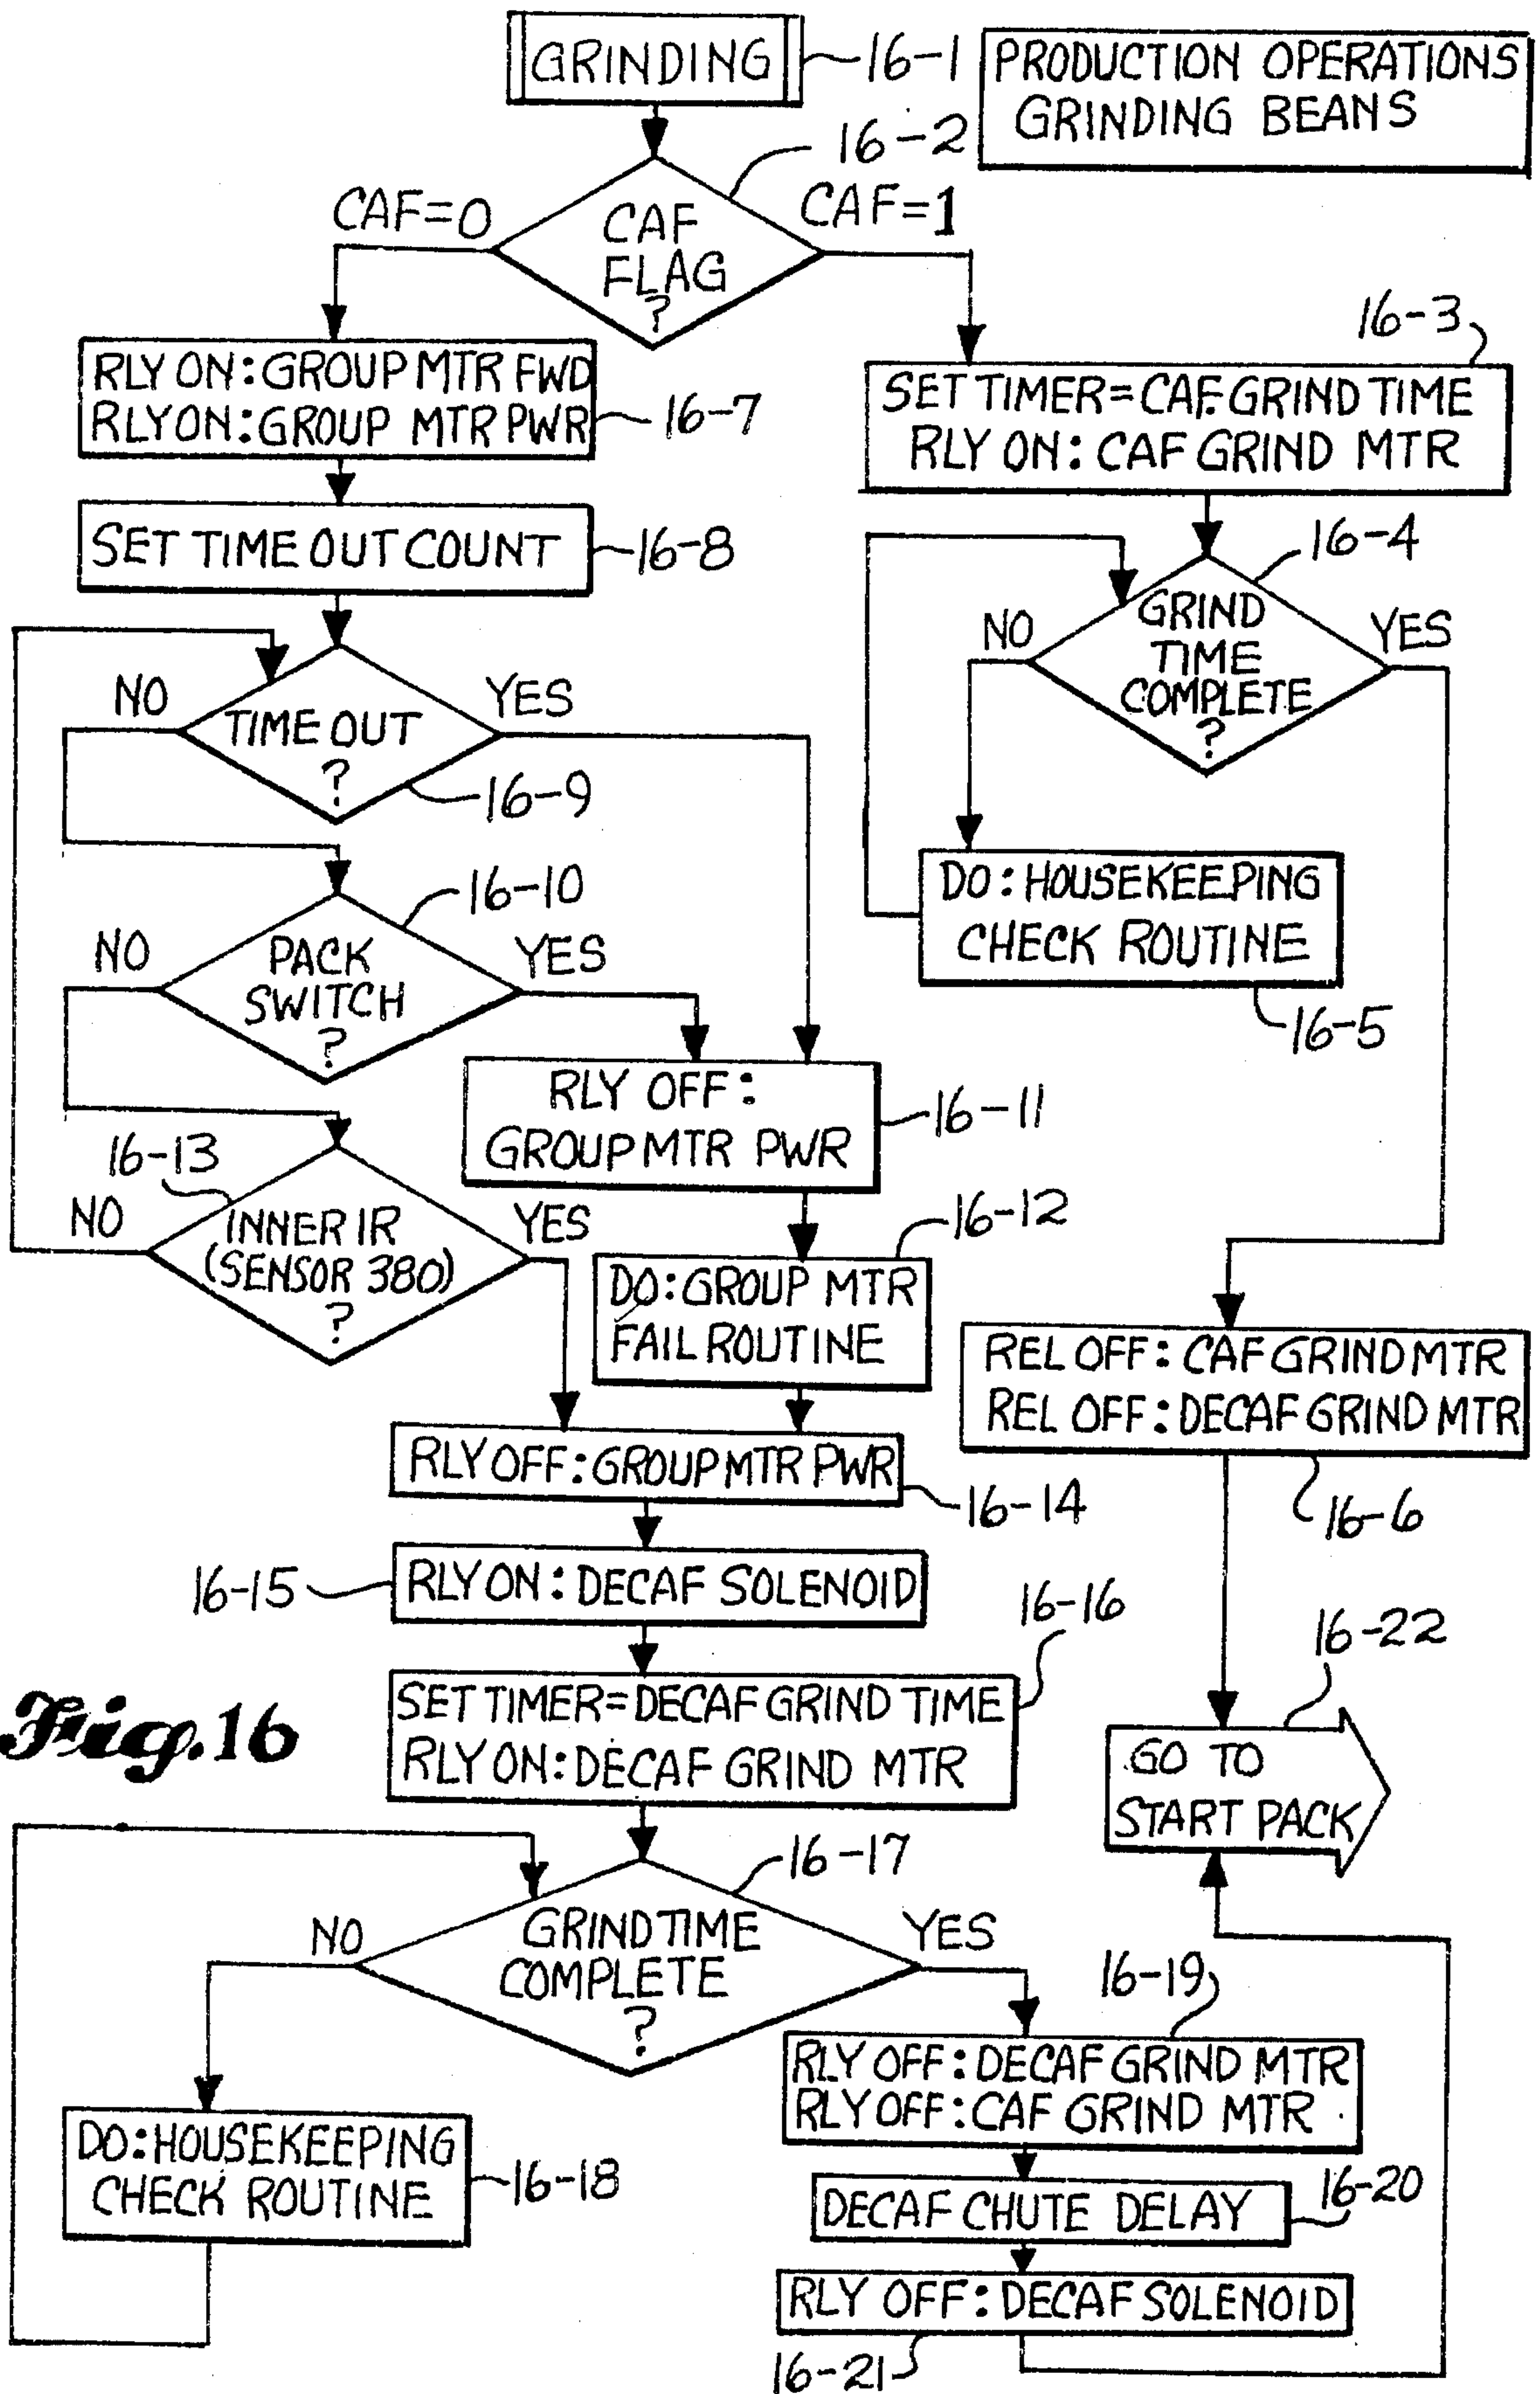 GRINDING
16-1
PRODUCTION OPERATIONS
GRINDING BEANS
16-2
CAF=0
CAF=1
CAF
FLAG
?
16-3
RLY ON: GROUP MTR FWD
RLY ON: GROUP MTR PWR
16-7
SET TIMER=CAF.GRIND TIME
RLY ON: CAF GRIND MTR
SET TIME OUT COUNT
16-8
16-4
GRIND
TIME
COMPLETE
?
NO
YES
NO
YES
TIME OUT
?
16-9
16-10
DO: HOUSEKEEPING
CHECK ROUTINE
16-5
NO
YES
PACK
SWITCH
?
RLY OFF:
GROUP MTR PWR
16-11
16-13
NO
YES
INNER IR
(SENSOR 380)
?
16-12
DO: GROUP MTR
FAIL ROUTINE
REL OFF: CAF GRIND MTR
REL OFF: DECAF GRIND MTR
16-6
RLY OFF: GROUP MTR PWR
16-14
16-15
RLY ON: DECAF SOLENOID
16-16
16-22
SET TIMER=DECAF GRIND TIME
RLY ON: DECAF GRIND MTR
Fig. 16
GO TO
START PACK
16-17
NO
YES
GRIND TIME
COMPLETE
?
16-19
RLY OFF: DECAF GRIND MTR
RLY OFF: CAF GRIND MTR
DO: HOUSEKEEPING
CHECK ROUTINE
16-18
DECAF CHUTE DELAY
16-20
RLY OFF: DECAF SOLENOID
16-21